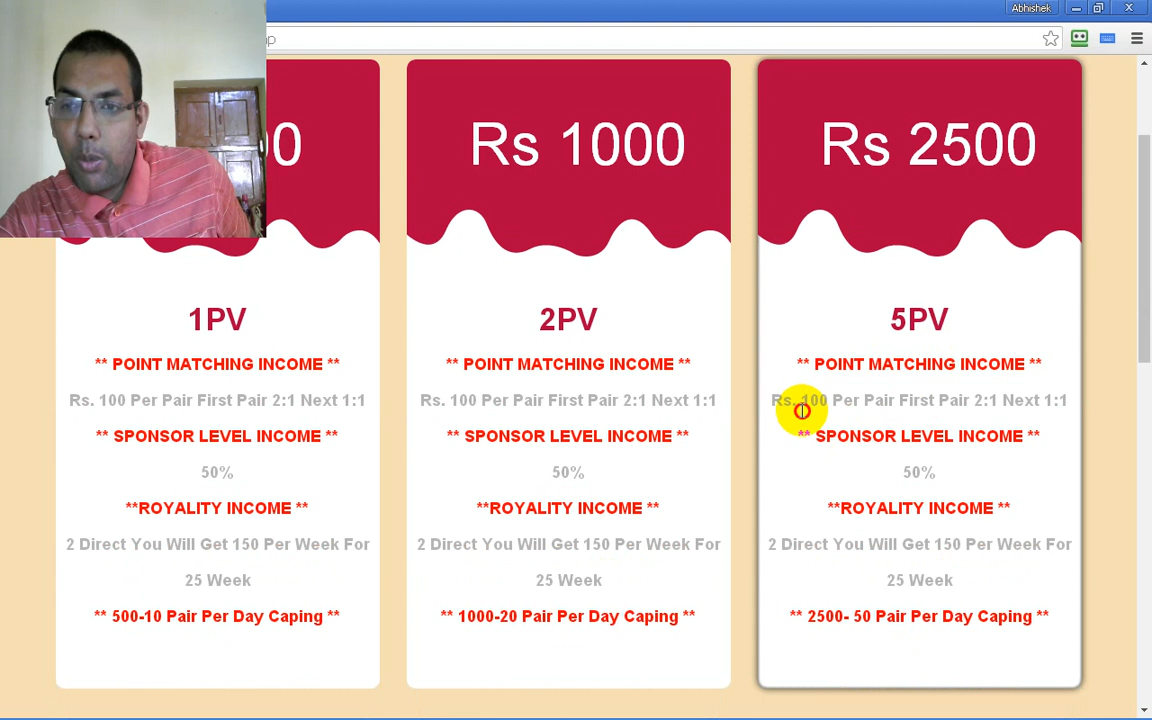 Abhishek
Rs 1000
Rs 2500
1PV
** POINT MATCHING INCOME **
Rs. 100 Per Pair First Pair 2:1 Next 1:1
** SPONSOR LEVEL INCOME **
50%
**ROYALITY INCOME **
2 Direct You Will Get 150 Per Week For
25 Week
** 500-10 Pair Per Day Caping **
2PV
** POINT MATCHING INCOME **
Rs. 100 Per Pair First Pair 2:1 Next 1:1
** SPONSOR LEVEL INCOME **
50%
**ROYALITY INCOME **
2 Direct You Will Get 150 Per Week For
25 Week
** 1000-20 Pair Per Day Caping **
5PV
** POINT MATCHING INCOME **
Rs. 100 Per Pair First Pair 2:1 Next 1:1
** SPONSOR LEVEL INCOME **
50%
**ROYALITY INCOME **
2 Direct You Will Get 150 Per Week For
25 Week
** 2500- 50 Pair Per Day Caping **